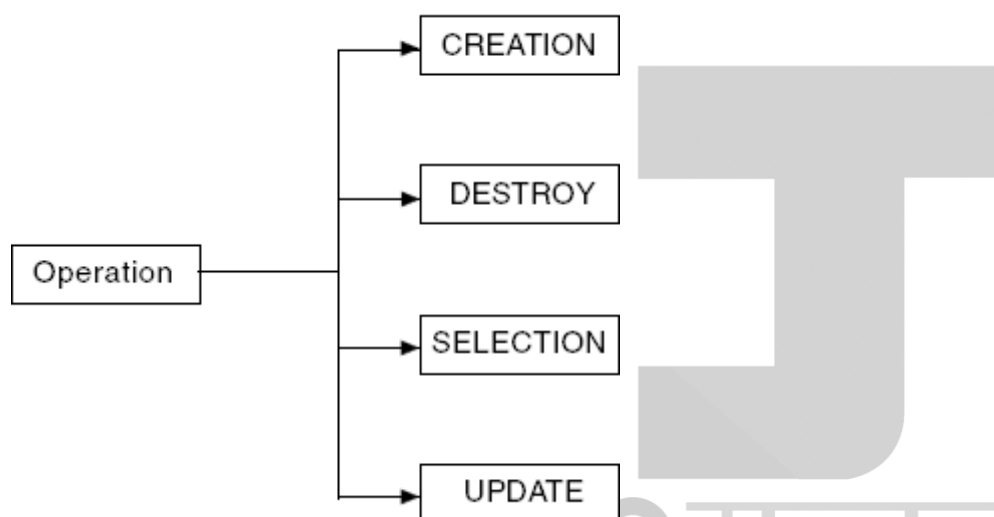 CREATION
DESTROY
Operation
SELECTION
UPDATE